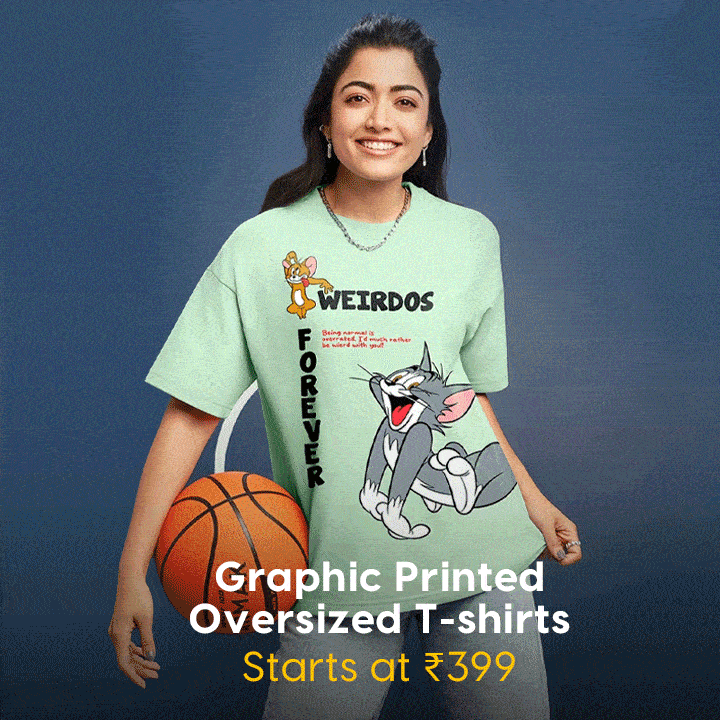 WEIRDOS
FOREVER
Being normal is
overrated. I'd much rather
be wierd with you!!
Graphic Printed
Oversized T-shirts
Starts at ₹399